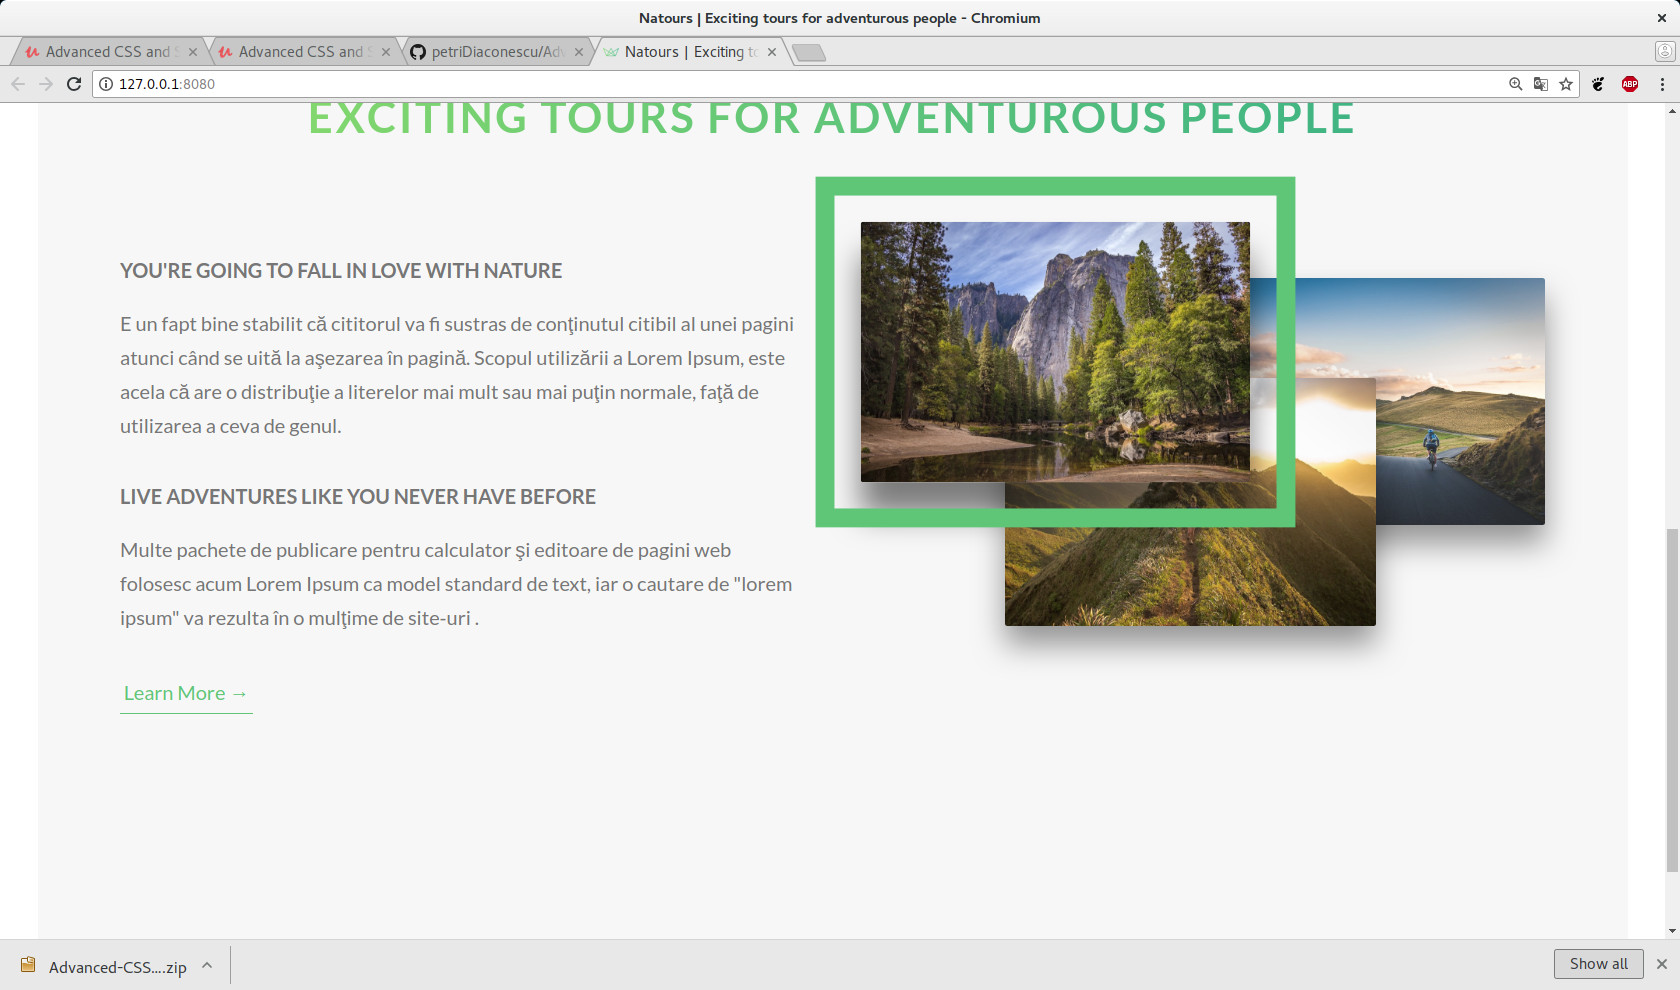 Natours | Exciting tours for adventurous people - Chromium
Advanced CSS and S
Advanced CSS and S
petriDiaconescu/Adv
Natours | Exciting to
127.0.0.1:8080
ABP
EXCITING TOURS FOR ADVENTUROUS PEOPLE
YOU'RE GOING TO FALL IN LOVE WITH NATURE
E un fapt bine stabilit că cititorul va fi sustras de conţinutul citibil al unei pagini
atunci când se uită la aşezarea în pagină. Scopul utilizării a Lorem Ipsum, este
acela că are o distribuţie a literelor mai mult sau mai puţin normale, faţă de
utilizarea a ceva de genul.
LIVE ADVENTURES LIKE YOU NEVER HAVE BEFORE
Multe pachete de publicare pentru calculator şi editoare de pagini web
folosesc acum Lorem Ipsum ca model standard de text, iar o cautare de "lorem
ipsum" va rezulta în o mulţime de site-uri .
Learn More →
Advanced-CSS....zip
Show all